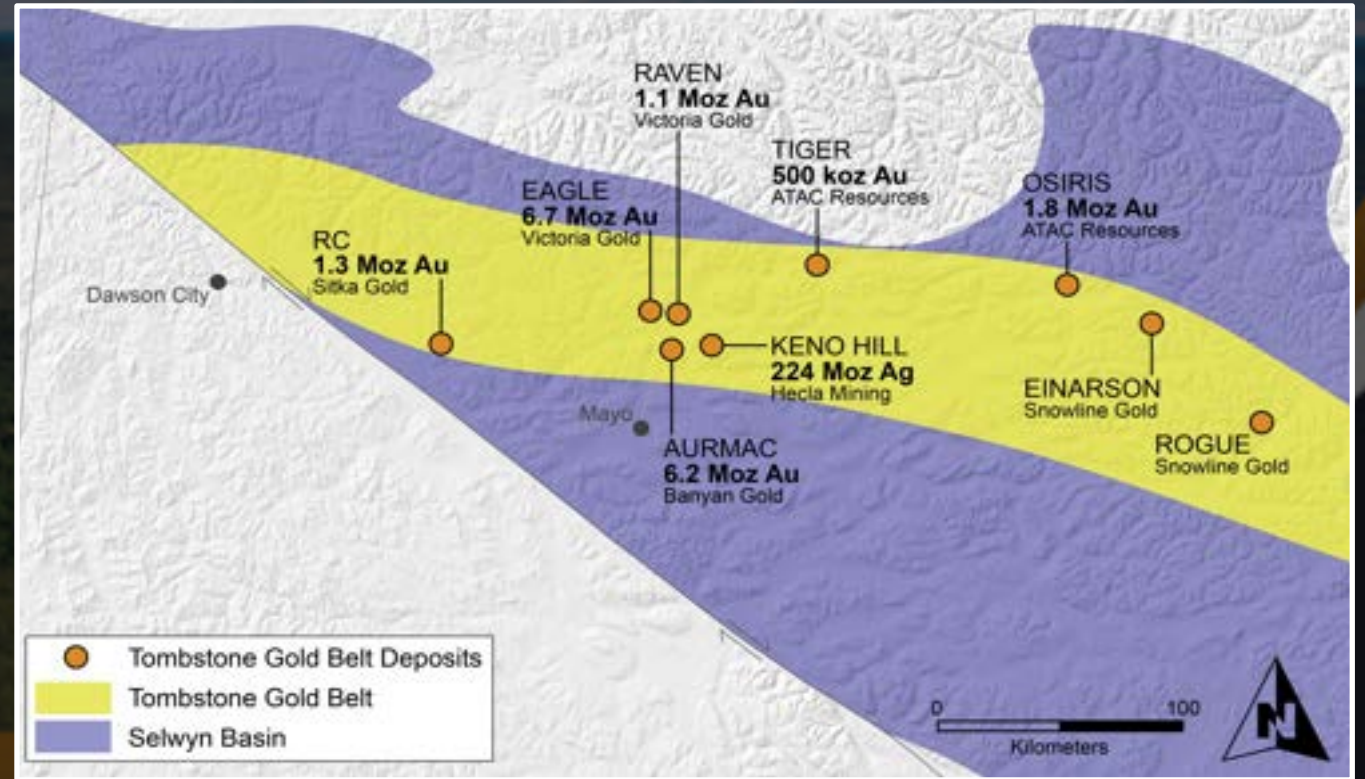 RAVEN
1.1 Moz Au
Victoria Gold
TIGER
500 koz Au
ATAC Resources
EAGLE
6.7 Moz Au
Victoria Gold
OSIRIS
1.8 Moz Au
ATAC Resources
RC
1.3 Moz Au
Sitka Gold
Dawson City
KENO HILL
224 Moz Ag
Hecla Mining
EINARSON
Snowline Gold
Mayo
AURMAC
6.2 Moz Au
Banyan Gold
ROGUE
Snowline Gold
Tombstone Gold Belt Deposits
Tombstone Gold Belt
Selwyn Basin
0 100
Kilometers
N